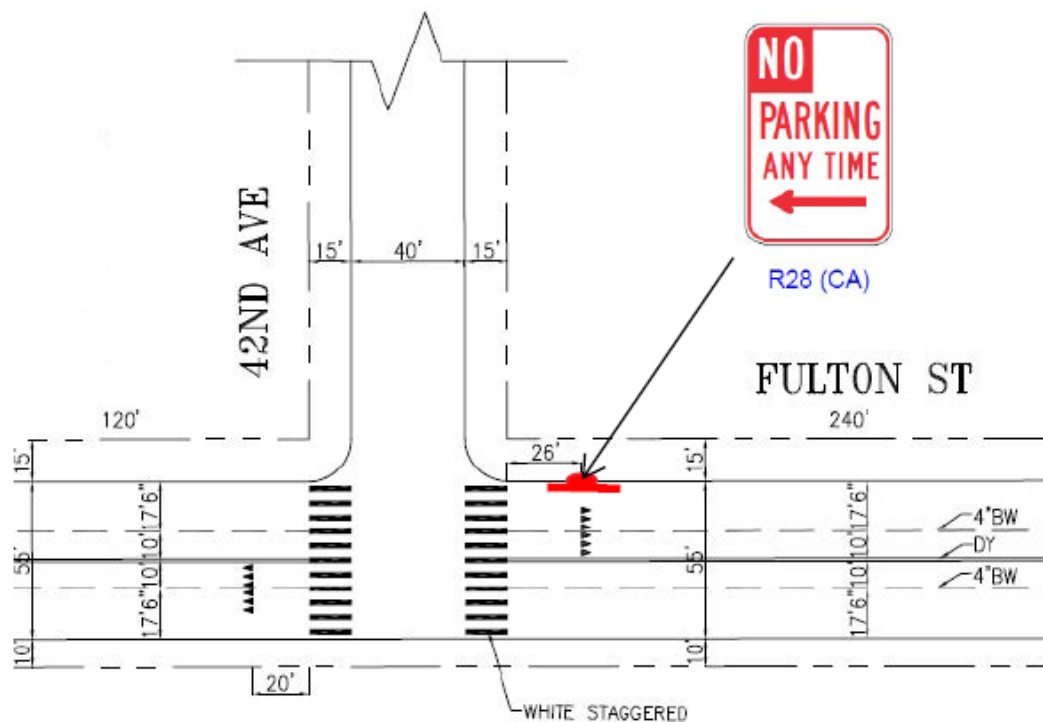 NO
PARKING
ANY TIME
R28 (CA)
42ND AVE
15' 40' 15'
FULTON ST
120'
240'
26'
15'
15'
17'6"
17'6"
4"BW
10'
10'
DY
55'
55'
10'
10'
4"BW
17'6"
17'6"
10'
10'
20'
WHITE STAGGERED